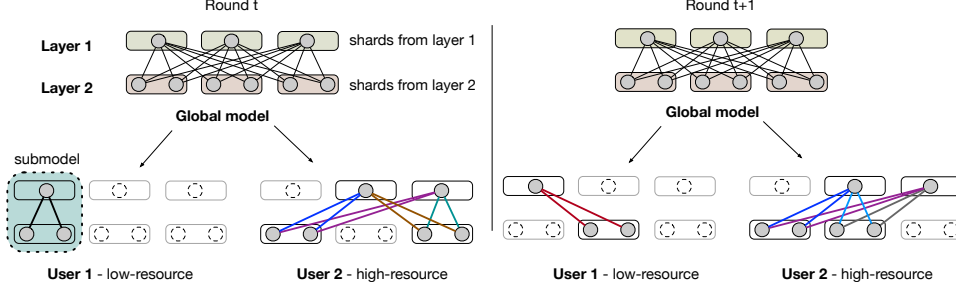 Round t
Layer 1
shards from layer 1
Layer 2
shards from layer 2
Global model
submodel
User 1 - low-resource
User 2 - high-resource
Round t+1
Global model
User 1 - low-resource
User 2 - high-resource